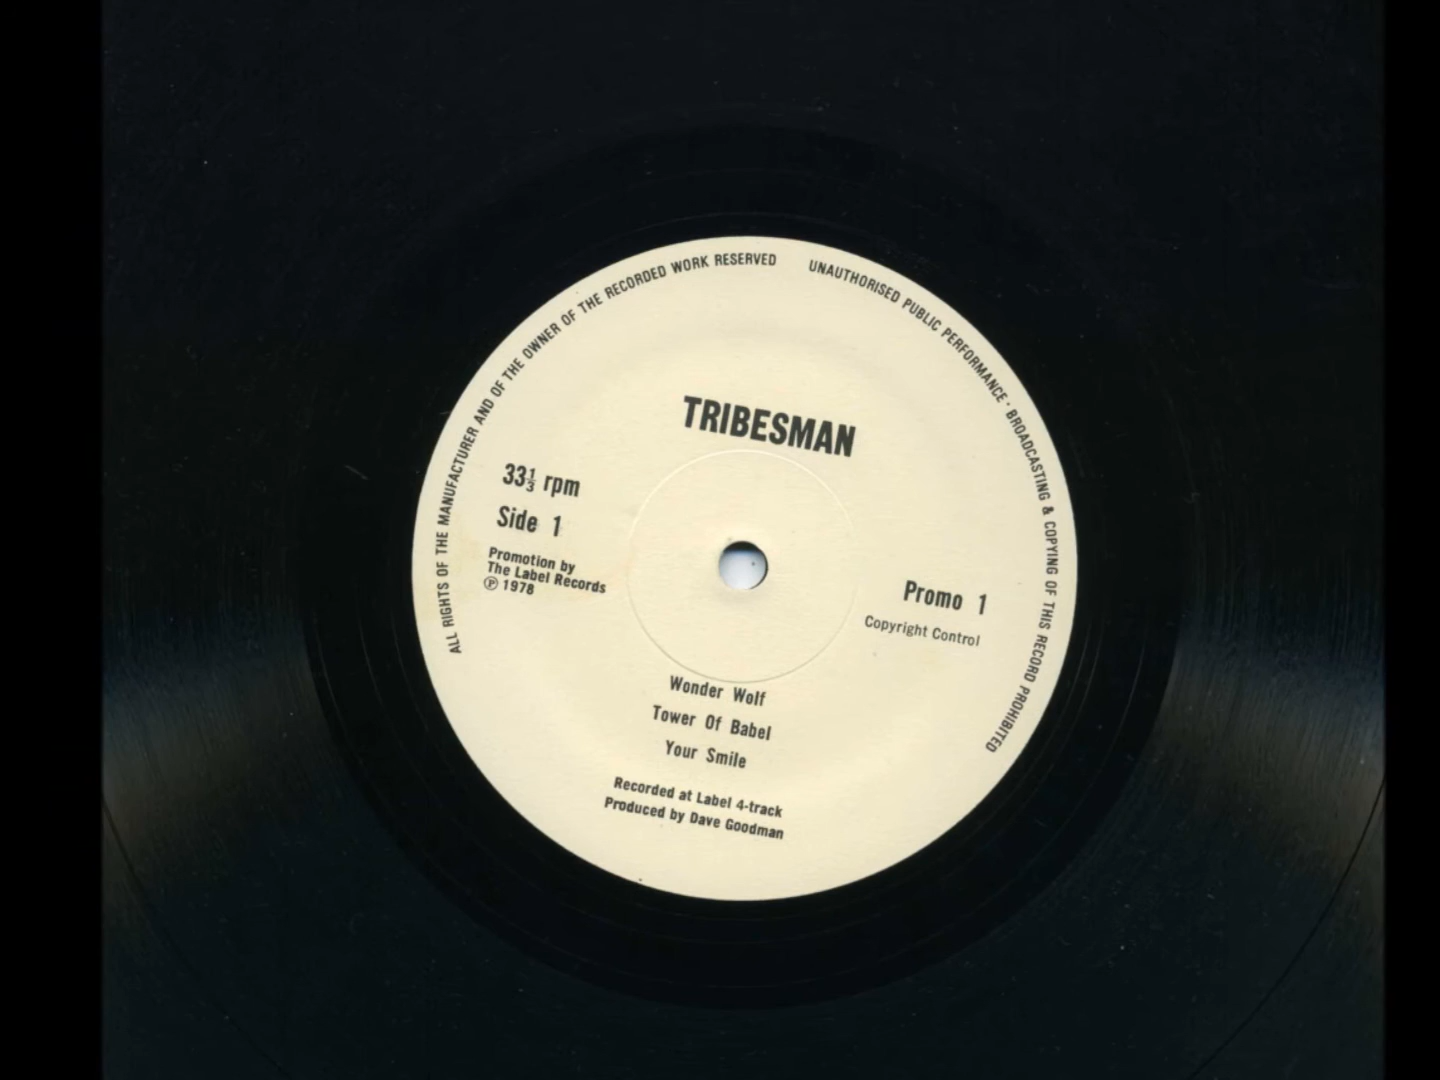 ALL RIGHTS OF THE MANUFACTURER AND OF THE OWNER OF THE RECORDED WORK RESERVED
UNAUTHORISED PUBLIC PERFORMANCE · BROADCASTING & COPYING OF THIS RECORD PROHIBITED
TRIBESMAN
33⅓ rpm
Side 1
Promotion by
The Label Records
℗ 1978
Promo 1
Copyright Control
Wonder Wolf
Tower Of Babel
Your Smile
Recorded at Label 4-track
Produced by Dave Goodman